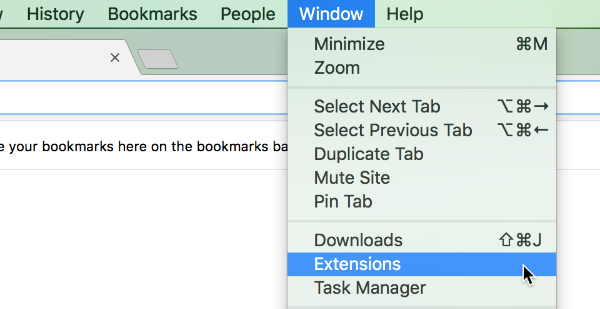 History Bookmarks People Window Help
Minimize ⌘M
Zoom
Select Next Tab ⌥⌘→
Select Previous Tab ⌥⌘←
your bookmarks here on the bookmarks
Duplicate Tab
Mute Site
Pin Tab
Downloads ⇧⌘J
Extensions
Task Manager